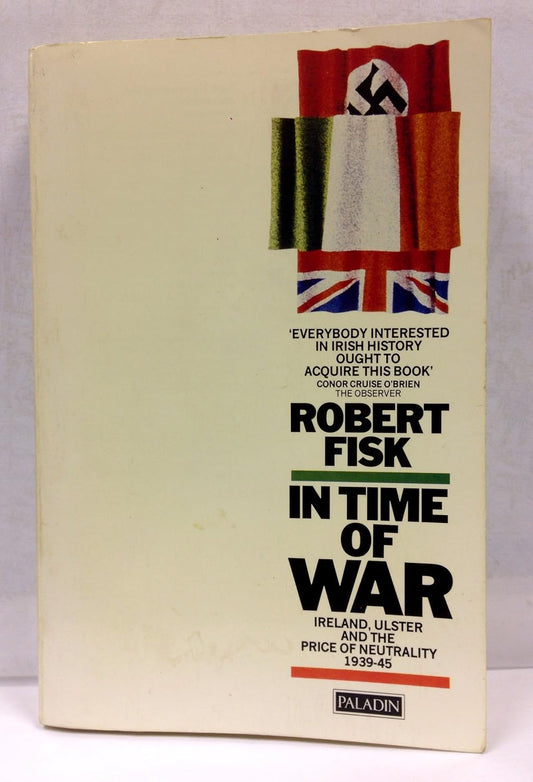 'EVERYBODY INTERESTED
IN IRISH HISTORY
OUGHT TO
ACQUIRE THIS BOOK'
CONOR CRUISE O'BRIEN
THE OBSERVER
ROBERT
FISK
IN TIME
OF
WAR
IRELAND, ULSTER
AND THE
PRICE OF NEUTRALITY
1939-45
PALADIN